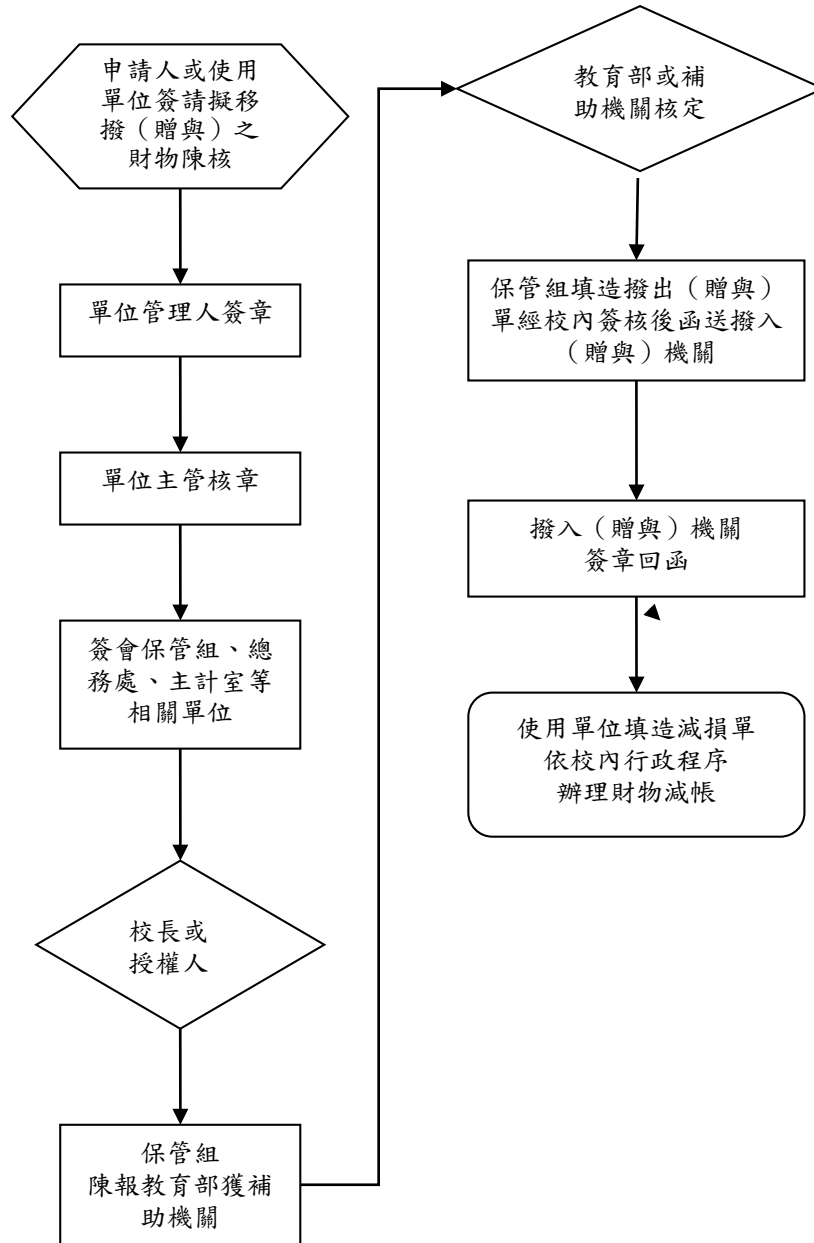 申請人或使用
單位簽請擬移
撥（贈與）之
財物陳核
單位管理人簽章
單位主管核章
簽會保管組、總
務處、主計室等
相關單位
校長或
授權人
保管組
陳報教育部獲補
助機關
教育部或補
助機關核定
保管組填造撥出（贈與）
單經校內簽核後函送撥入
（贈與）機關
撥入（贈與）機關
簽章回函
使用單位填造減損單
依校內行政程序
辦理財物減帳